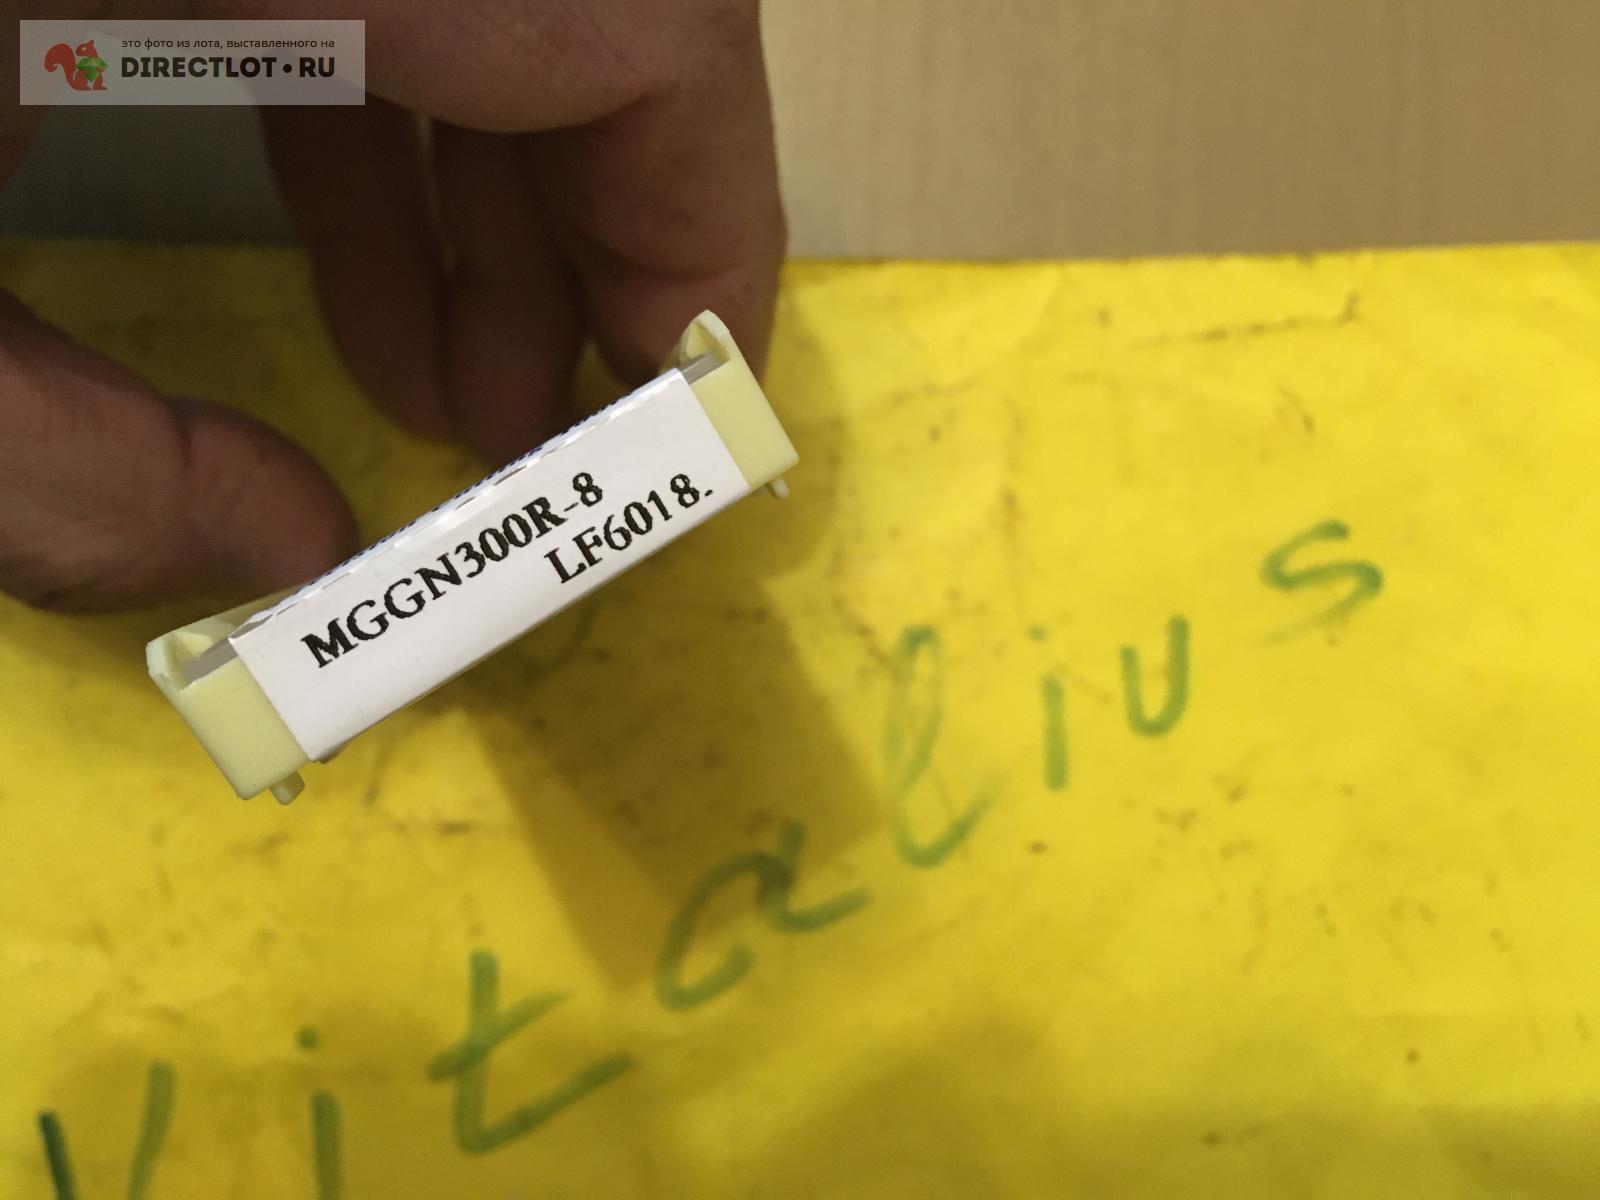 это фото из лота, выставленного на
DIRECTLOT•RU
MGGN300R-8
LF6018.
Vitalius